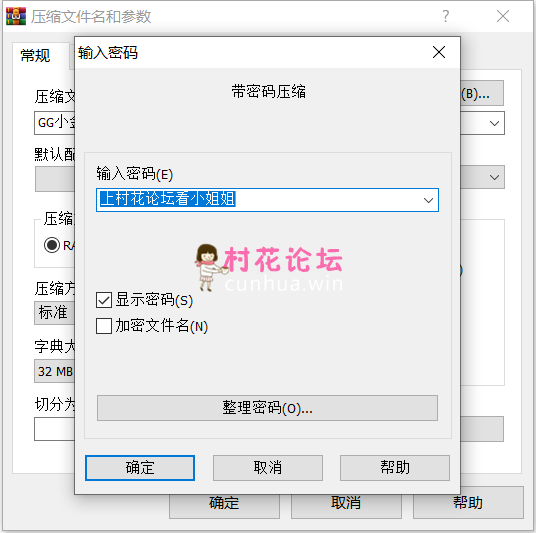 压缩文件名和参数
?
常规
输入密码
带密码压缩
压缩文
(B)...
GG小
默认配
输入密码(E)
上村花论坛看小姐姐
压缩
RA
村花论坛
cunhua.win
压缩方
显示密码(S)
标准
加密文件名(N)
字典大
32 MB
切分为
整理密码(O)...
确定
取消
帮助
确定
取消
帮助